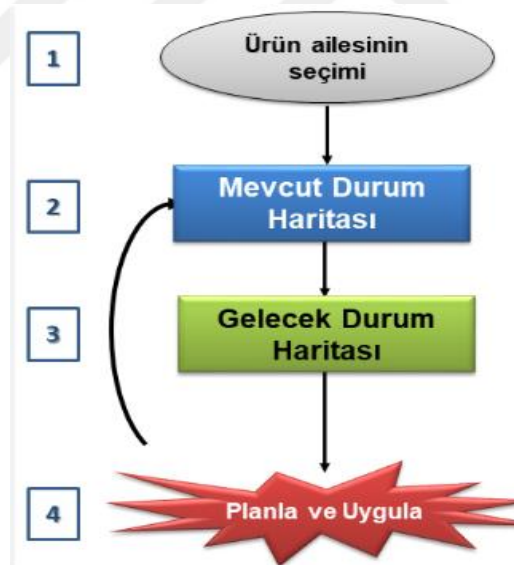 1
Ürün ailesinin
seçimi
2
Mevcut Durum
Haritası
3
Gelecek Durum
Haritası
4
Planla ve Uygula